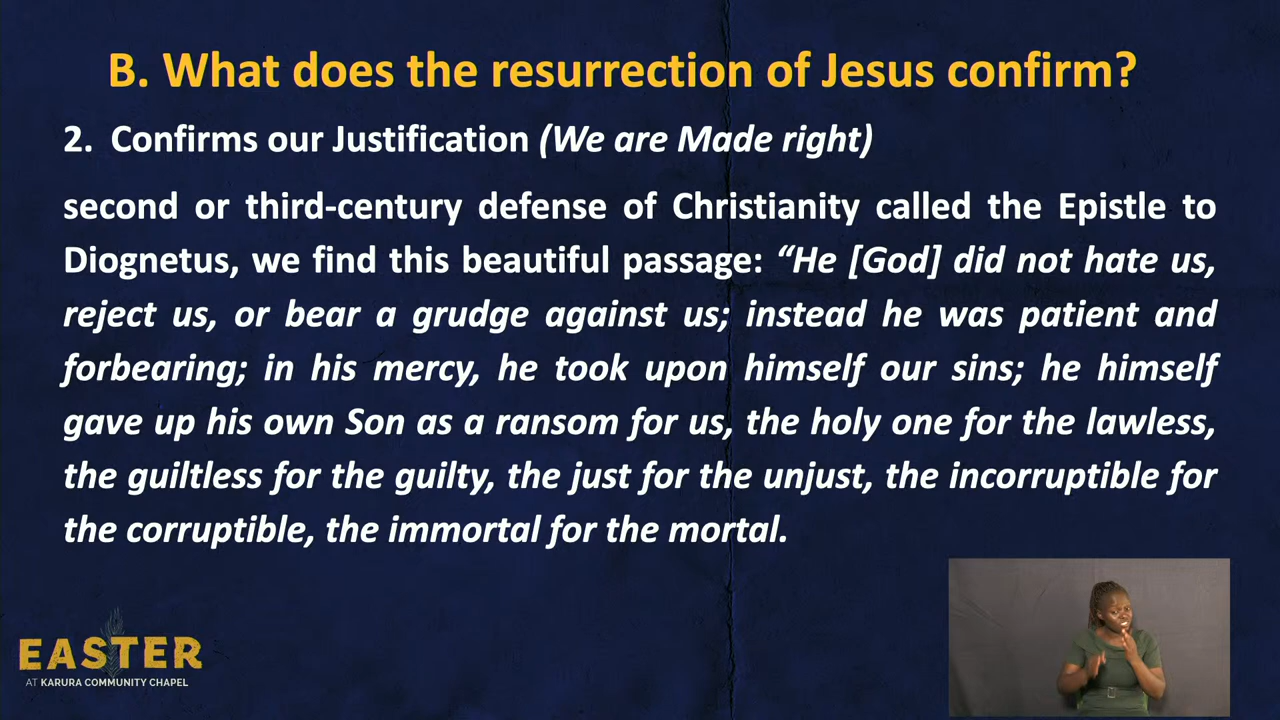 B. What does the resurrection of Jesus confirm?
2. Confirms our Justification (We are Made right)
second or third-century defense of Christianity called the Epistle to
Diognetus, we find this beautiful passage: “He [God] did not hate us,
reject us, or bear a grudge against us; instead he was patient and
forbearing; in his mercy, he took upon himself our sins; he himself
gave up his own Son as a ransom for us, the holy one for the lawless,
the guiltless for the guilty, the just for the unjust, the incorruptible for
the corruptible, the immortal for the mortal.
EASTER
AT KARURA COMMUNITY CHAPEL